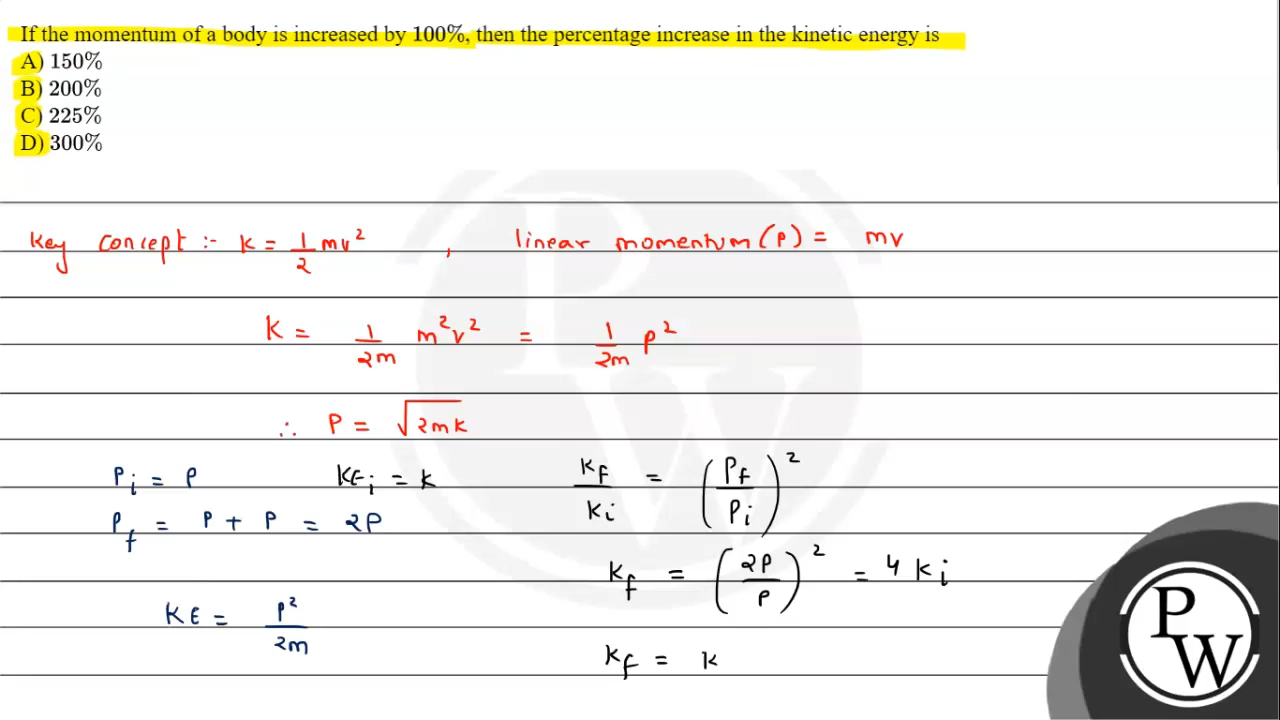 If the momentum of a body is increased by 100%, then the percentage increase in the kinetic energy is
A) 150%
B) 200%
C) 225%
D) 300%
Key concept :- K = 1/2 mv² , linear momentum (P) = mv
K = 1/2m m²v² = 1/2m P²
∴ P = √2mK
Pi = P KEi = K Kf/Ki = (Pf/Pi)²
Pf = P + P = 2P
Kf = (2P/P)² = 4 Ki
KE = P²/2m
Kf = K
PW
PW